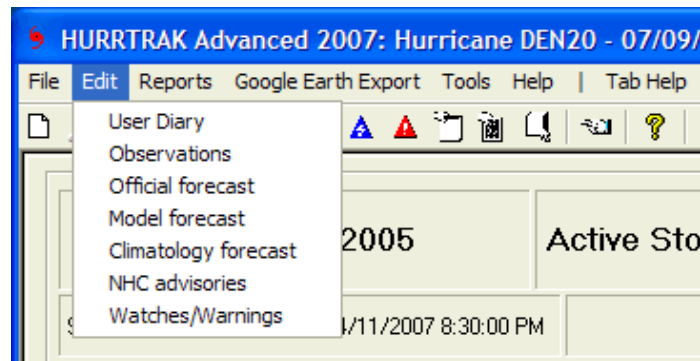 HURRTRAK Advanced 2007: Hurricane DEN20 - 07/09/
File Edit Reports Google Earth Export Tools Help | Tab Help
User Diary
Observations
Official forecast
Model forecast
Climatology forecast
NHC advisories
Watches/Warnings
2005
Active Sto
4/11/2007 8:30:00 PM